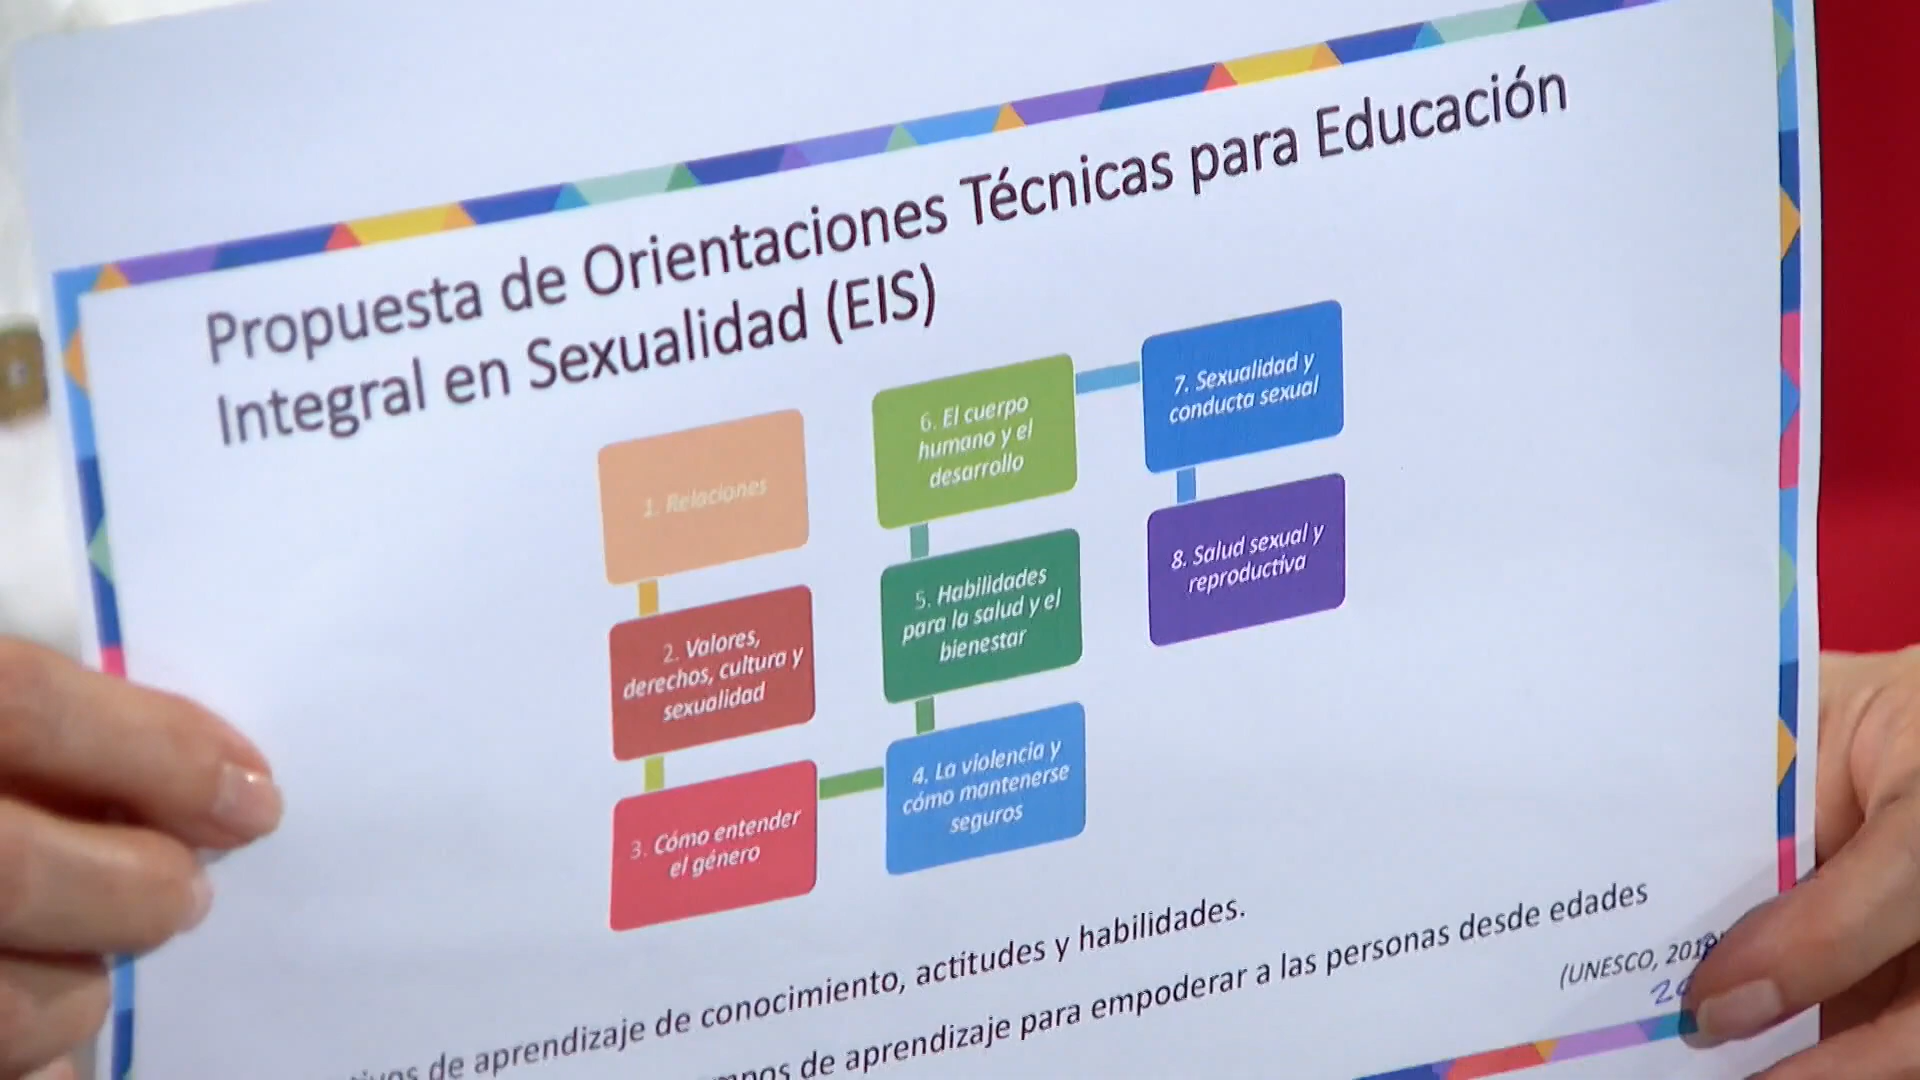 Propuesta de Orientaciones Técnicas para Educación
Integral en Sexualidad (EIS)
1. Relaciones
2. Valores,
derechos, cultura y
sexualidad
3. Cómo entender
el género
4. La violencia y
cómo mantenerse
seguros
5. Habilidades
para la salud y el
bienestar
6. El cuerpo
humano y el
desarrollo
7. Sexualidad y
conducta sexual
8. Salud sexual y
reproductiva
de aprendizaje de conocimiento, actitudes y habilidades.
de aprendizaje para empoderar a las personas desde edades
(UNESCO,